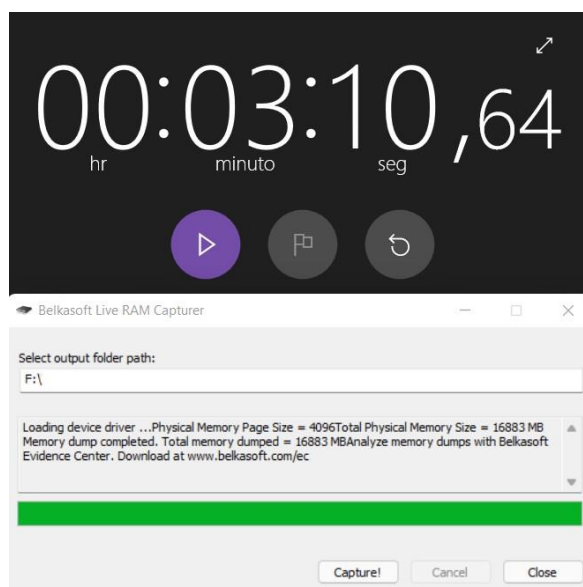 00:03:10,64
hr minuto seg
Belkasoft Live RAM Capturer
Select output folder path:
F:\
Loading device driver ...Physical Memory Page Size = 4096Total Physical Memory Size = 16883 MB
Memory dump completed. Total memory dumped = 16883 MBAnalyze memory dumps with Belkasoft
Evidence Center. Download at www.belkasoft.com/ec
Capture! Cancel Close